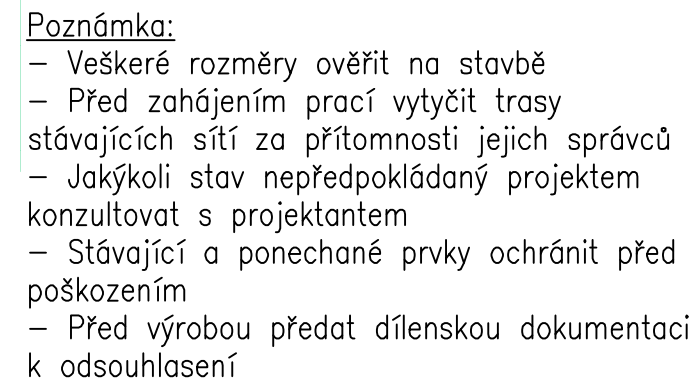 Poznámka:
– Veškeré rozměry ověřit na stavbě
– Před zahájením prací vytyčit trasy
stávajících sítí za přítomnosti jejich správců
– Jakýkoli stav nepředpokládaný projektem
konzultovat s projektantem
– Stávající a ponechané prvky ochránit před
poškozením
– Před výrobou předat dílenskou dokumentaci
k odsouhlasení